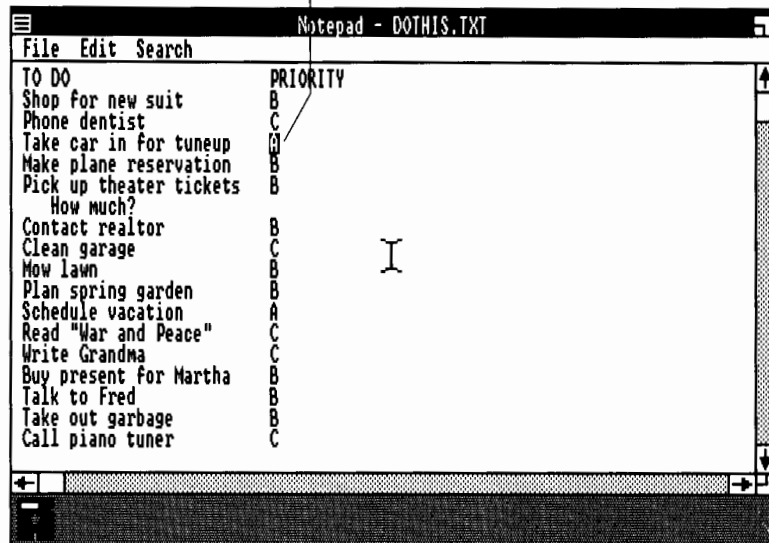 Notepad - DOTHIS.TXT
File Edit Search
TO DO PRIORITY
Shop for new suit B
Phone dentist C
Take car in for tuneup A
Make plane reservation B
Pick up theater tickets B
How much?
Contact realtor B
Clean garage C
Mow lawn B
Plan spring garden B
Schedule vacation A
Read "War and Peace" C
Write Grandma C
Buy present for Martha B
Talk to Fred B
Take out garbage B
Call piano tuner C